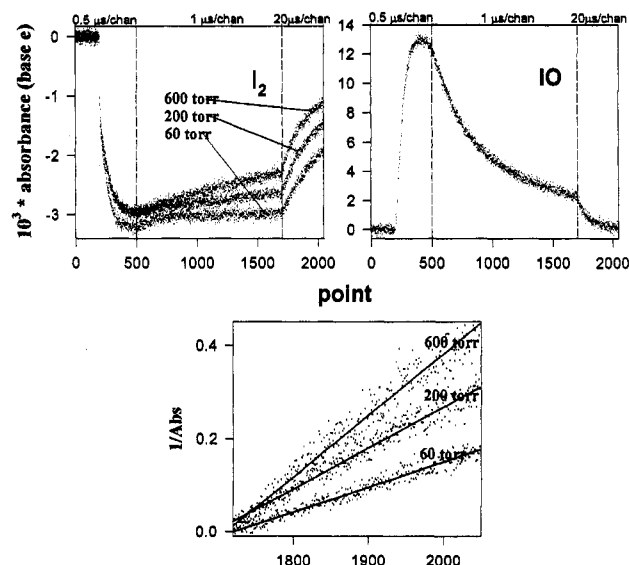 0.5 µs/chan 1 µs/chan 20µs/chan
0
-1
-2
-3
10³ * absorbance (base e)
I₂
600 torr
200 torr
60 torr
0 500 1000 1500 2000
0.5 µs/chan 1 µs/chan 20µs/chan
14
12
10
8
6
4
2
0
IO
0 500 1000 1500 2000
point
0.4
0.2
0.0
1/Abs
600 torr
200 torr
60 torr
1800 1900 2000